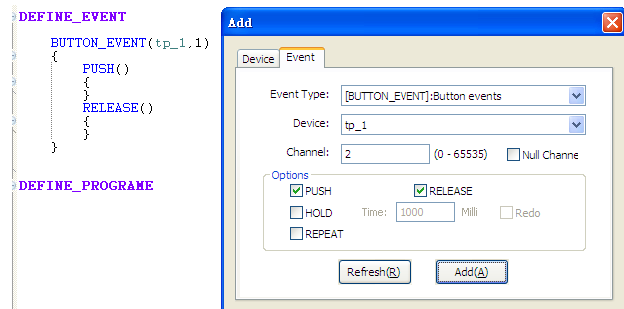 DEFINE_EVENT
BUTTON_EVENT(tp_1,1)
{
PUSH()
{
}
RELEASE()
{
}
}
DEFINE_PROGRAME
Add
Device Event
Event Type: [BUTTON_EVENT]:Button events
Device: tp_1
Channel: 2 (0 - 65535) Null Channe
Options
PUSH RELEASE
HOLD Time: 1000 Milli Redo
REPEAT
Refresh(R) Add(A)